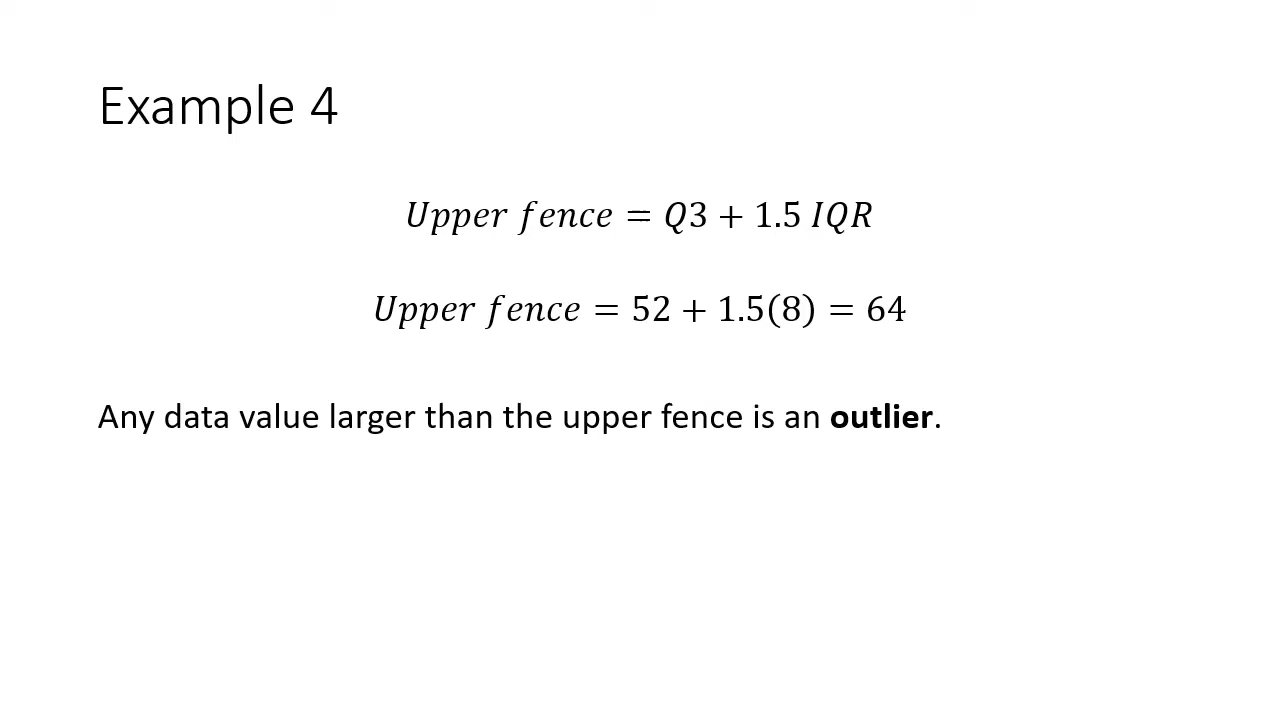 Example 4
Upper fence = Q3 + 1.5 IQR
Upper fence = 52 + 1.5(8) = 64
Any data value larger than the upper fence is an outlier.